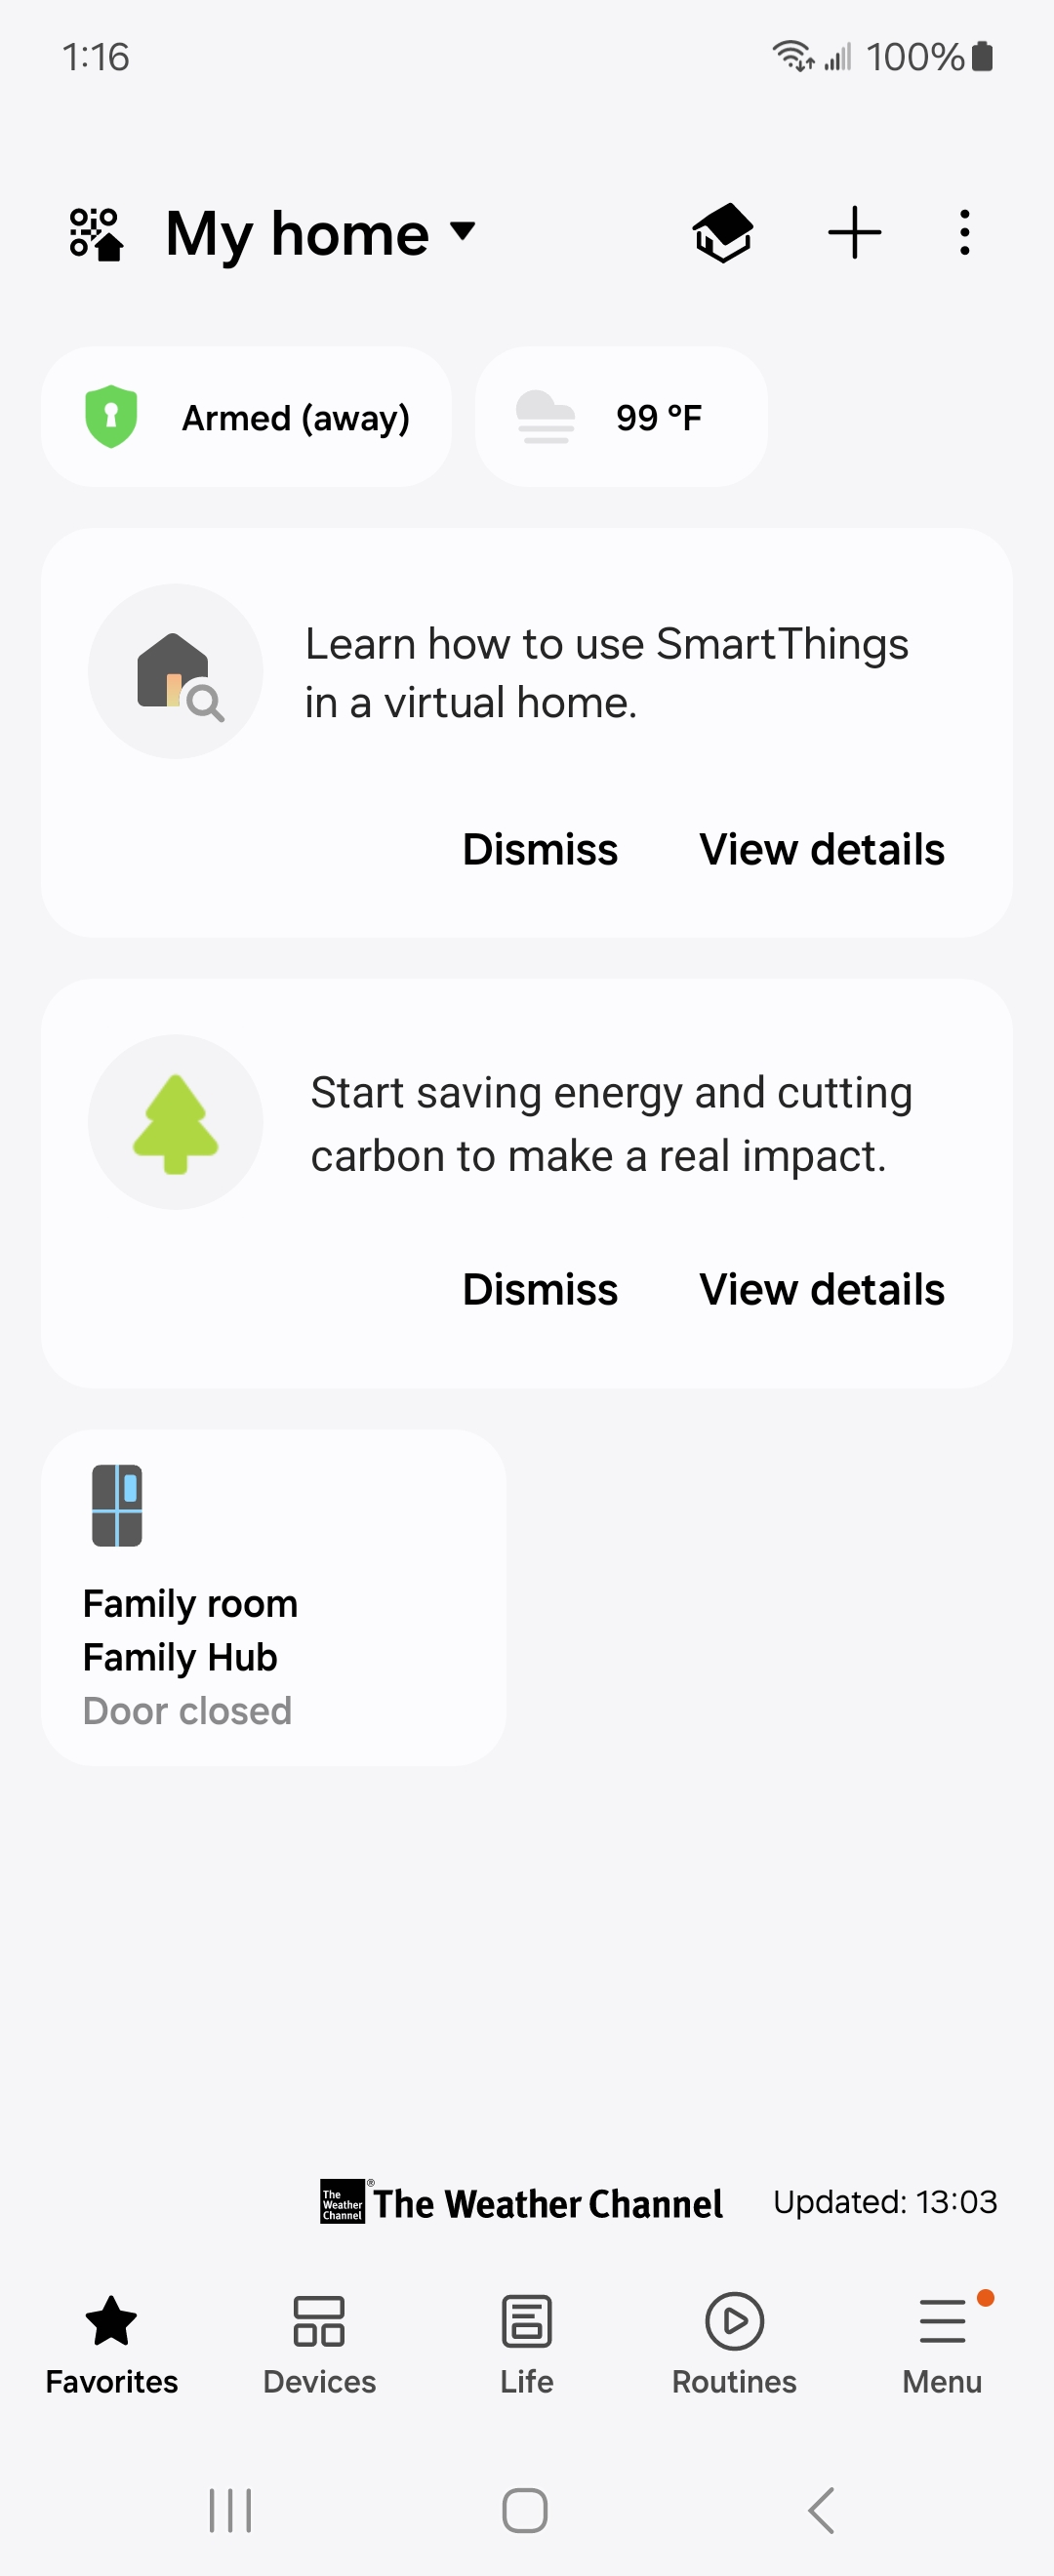 1:16
100%
My home
Armed (away)
99 °F
Learn how to use SmartThings
in a virtual home.
Dismiss
View details
Start saving energy and cutting
carbon to make a real impact.
Dismiss
View details
Family room
Family Hub
Door closed
The
Weather
Channel
®
The Weather Channel
Updated: 13:03
Favorites
Devices
Life
Routines
Menu